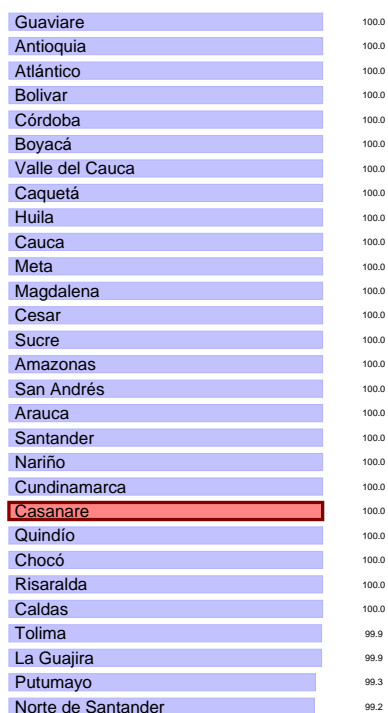 Guaviare 100.0
Antioquia 100.0
Atlántico 100.0
Bolivar 100.0
Córdoba 100.0
Boyacá 100.0
Valle del Cauca 100.0
Caquetá 100.0
Huila 100.0
Cauca 100.0
Meta 100.0
Magdalena 100.0
Cesar 100.0
Sucre 100.0
Amazonas 100.0
San Andrés 100.0
Arauca 100.0
Santander 100.0
Nariño 100.0
Cundinamarca 100.0
Casanare 100.0
Quindío 100.0
Chocó 100.0
Risaralda 100.0
Caldas 100.0
Tolima 99.9
La Guajira 99.9
Putumayo 99.3
Norte de Santander 99.2